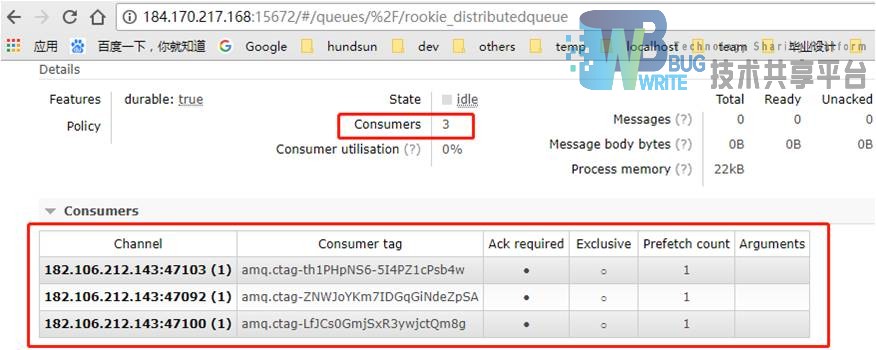 184.170.217.168:15672/#/queues/%2F/rookie_distributedqueue
应用 百度一下，你就知道 Google hundsun dev others temp localhost team 毕业设计
Technology Sharing Platform
WB BUG WRITE 技术共享平台
Details
Features durable: true State idle Total Ready Unacked
Policy Consumers 3 Messages (?) 0 0 0
Consumer utilisation (?) 0% Message body bytes (?) 0B 0B 0B
Process memory (?) 22kB
Consumers
Channel Consumer tag Ack required Exclusive Prefetch count Arguments
182.106.212.143:47103 (1) amq.ctag-th1PHpNS6-5I4PZ1cPsb4w ● ○ 1
182.106.212.143:47092 (1) amq.ctag-ZNWJoYKm7IDGqGiNdeZpSA ● ○ 1
182.106.212.143:47100 (1) amq.ctag-LfJCs0GmjSxR3ywjctQm8g ● ○ 1